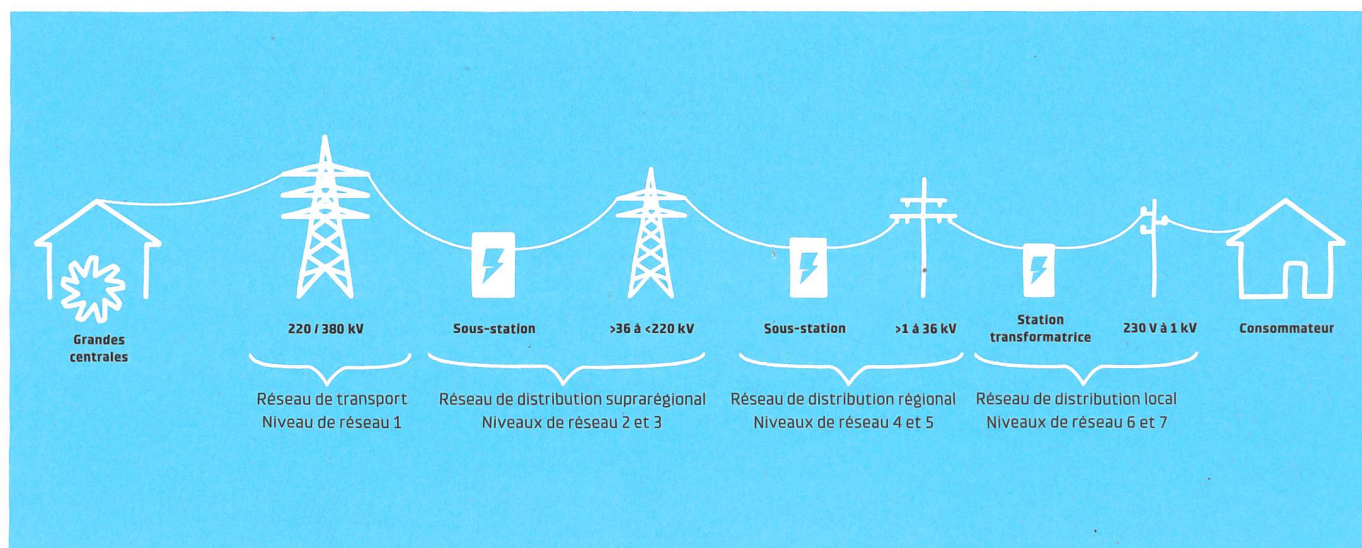 Grandes
centrales
220 / 380 kV
Sous-station
>36 à <220 kV
Sous-station
>1 à 36 kV
Station
transformatrice
230 V à 1 kV
Consommateur
Réseau de transport
Niveau de réseau 1
Réseau de distribution suprarégional
Niveaux de réseau 2 et 3
Réseau de distribution régional
Niveaux de réseau 4 et 5
Réseau de distribution local
Niveaux de réseau 6 et 7